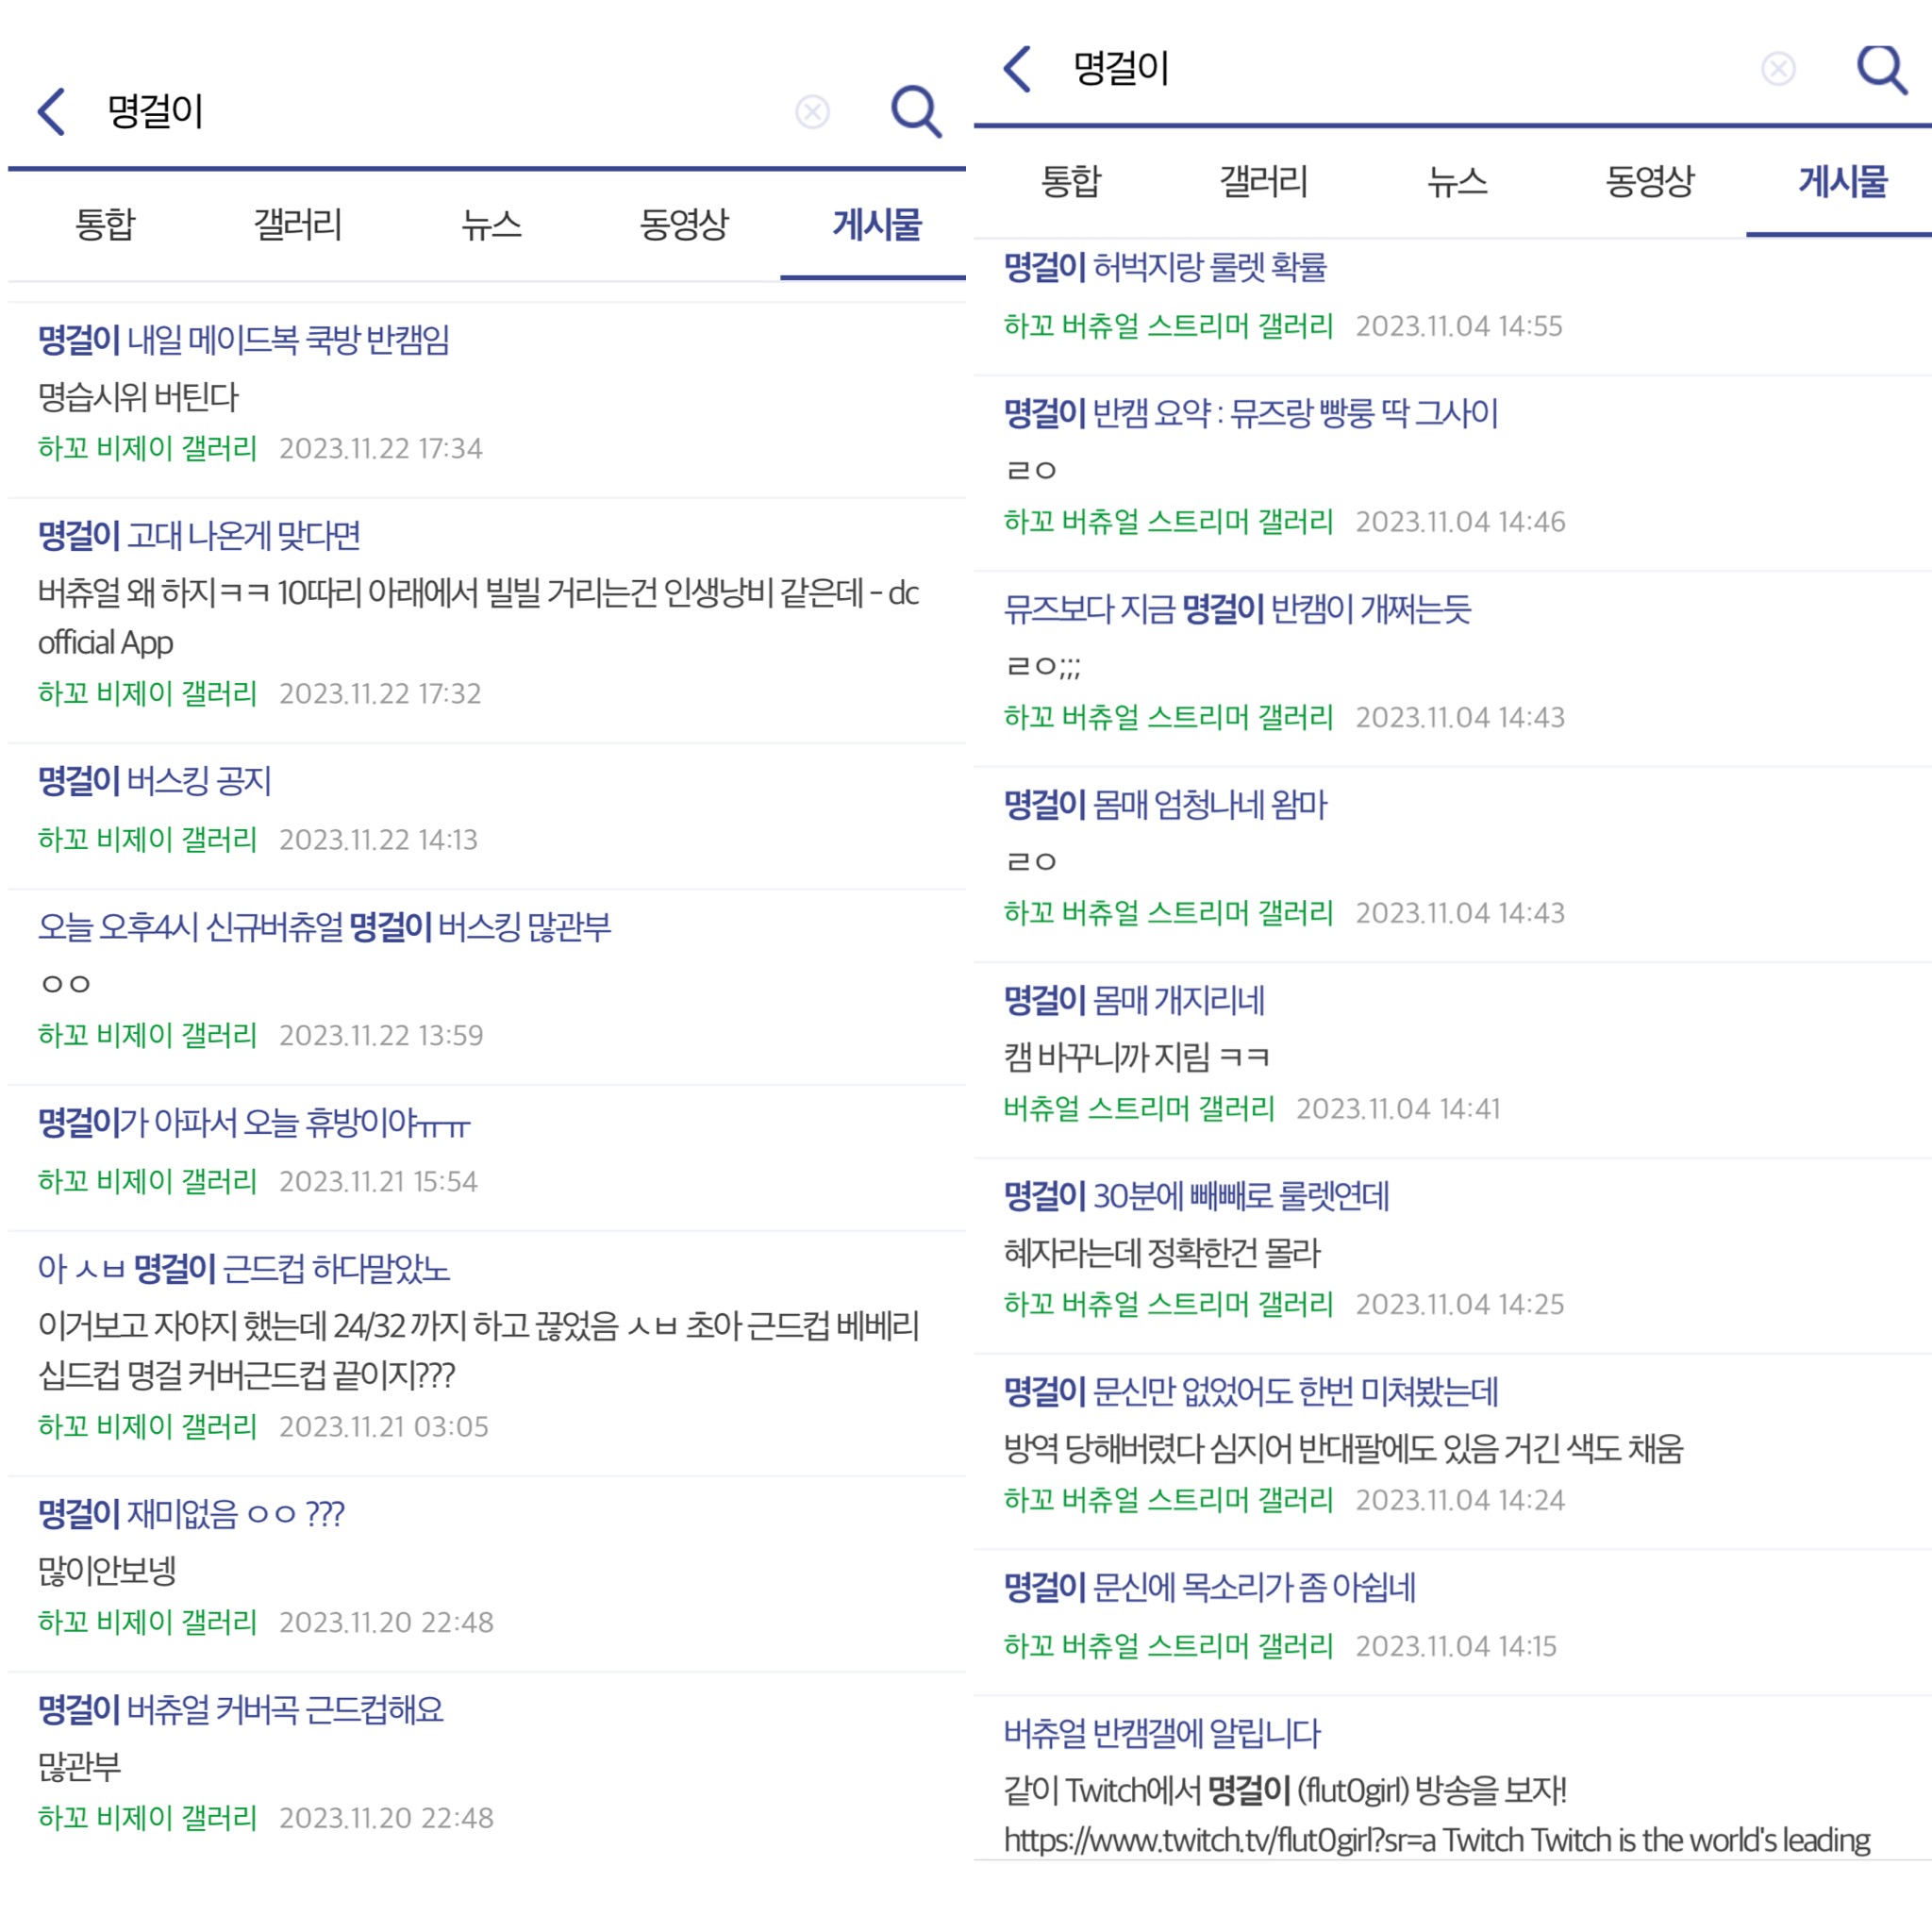 명걸이
통합 갤러리 뉴스 동영상 게시물
명걸이 내일 메이드복 쿡방 반캠임
명습시위 버틴다
하꼬 비제이 갤러리 2023.11.22 17:34
명걸이 고대 나온게 맞다면
버츄얼 왜 하지ㅋㅋ 10따리 아래에서 빌빌 거리는건 인생낭비 같은데 - dc
official App
하꼬 비제이 갤러리 2023.11.22 17:32
명걸이 버스킹 공지
하꼬 비제이 갤러리 2023.11.22 14:13
오늘 오후4시 신규버츄얼 명걸이 버스킹 많관부
ㅇㅇ
하꼬 비제이 갤러리 2023.11.22 13:59
명걸이가 아파서 오늘 휴방이야ㅠㅠ
하꼬 비제이 갤러리 2023.11.21 15:54
아 ㅅㅂ 명걸이 근드컵 하다말았노
이거보고 자야지 했는데 24/32 까지 하고 끊었음 ㅅㅂ 초아 근드컵 베베리
십드컵 명걸 커버근드컵 끝이지???
하꼬 비제이 갤러리 2023.11.21 03:05
명걸이 재미없음 ㅇㅇ ???
많이안보넹
하꼬 비제이 갤러리 2023.11.20 22:48
명걸이 버츄얼 커버곡 근드컵해요
많관부
하꼬 비제이 갤러리 2023.11.20 22:48
명걸이
통합 갤러리 뉴스 동영상 게시물
명걸이 허벅지랑 룰렛 확률
하꼬 버츄얼 스트리머 갤러리 2023.11.04 14:55
명걸이 반캠 요약 : 뮤즈랑 빵룽 딱 그사이
ㄹㅇ
하꼬 버츄얼 스트리머 갤러리 2023.11.04 14:46
뮤즈보다 지금 명걸이 반캠이 개쩌는듯
ㄹㅇ;;;
하꼬 버츄얼 스트리머 갤러리 2023.11.04 14:43
명걸이 몸매 엄청나네 왐마
ㄹㅇ
하꼬 버츄얼 스트리머 갤러리 2023.11.04 14:43
명걸이 몸매 개지리네
캠 바꾸니까 지림 ㅋㅋ
버츄얼 스트리머 갤러리 2023.11.04 14:41
명걸이 30분에 빼빼로 룰렛연데
혜자라는데 정확한건 몰라
하꼬 버츄얼 스트리머 갤러리 2023.11.04 14:25
명걸이 문신만 없었어도 한번 미쳐봤는데
방역 당해버렸다 심지어 반대팔에도 있음 거긴 색도 채움
하꼬 버츄얼 스트리머 갤러리 2023.11.04 14:24
명걸이 문신에 목소리가 좀 아쉽네
하꼬 버츄얼 스트리머 갤러리 2023.11.04 14:15
버츄얼 반캠갤에 알립니다
같이 Twitch에서 명걸이 (flut0girl) 방송을 보자!
https://www.twitch.tv/flut0girl?sr=a Twitch Twitch is the world's leading